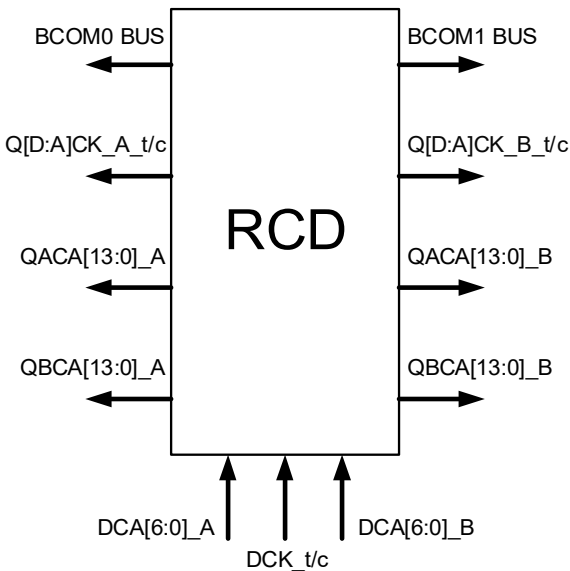 BCOM0 BUS
BCOM1 BUS
Q[D:A]CK_A_t/c
Q[D:A]CK_B_t/c
RCD
QACA[13:0]_A
QACA[13:0]_B
QBCA[13:0]_A
QBCA[13:0]_B
DCA[6:0]_A
DCA[6:0]_B
DCK_t/c